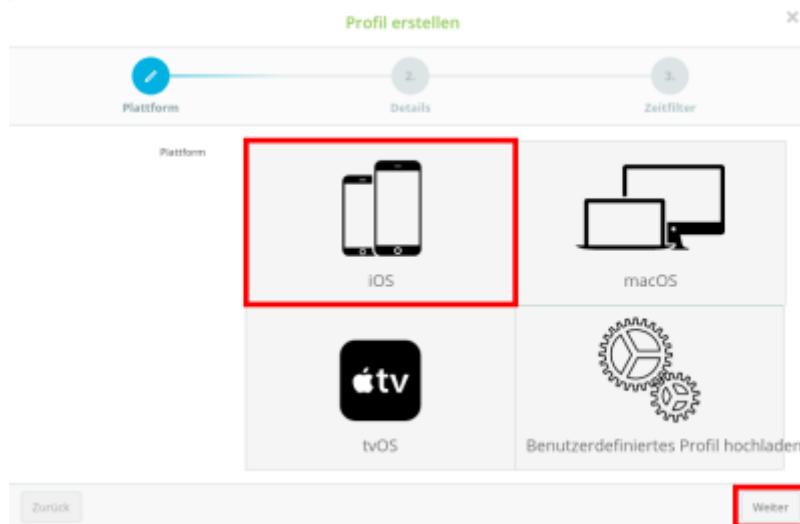 Profil erstellen
×
2.
3.
Plattform
Details
Zeitfilter
Plattform
iOS
macOS
tv
tvOS
Benutzerdefiniertes Profil hochladen
Zurück
Weiter